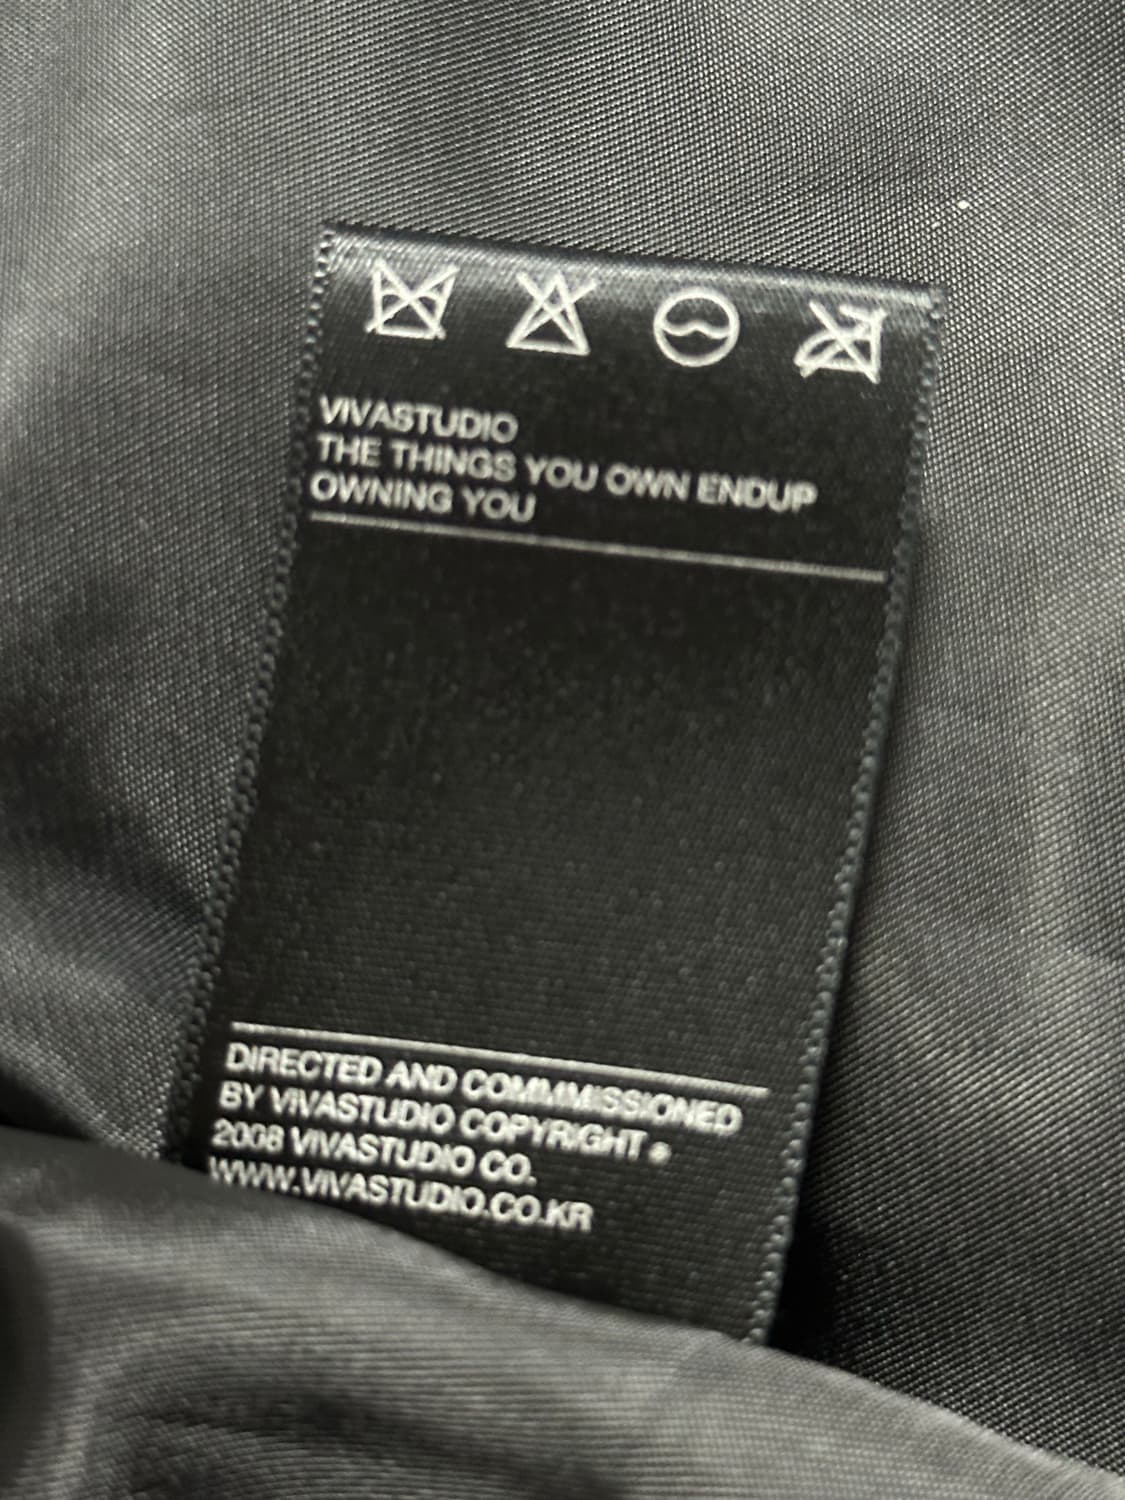 VIVASTUDIO
THE THINGS YOU OWN ENDUP
OWNING YOU
DIRECTED AND COMMMISSIONED
BY VIVASTUDIO COPYRIGHT ®
2008 VIVASTUDIO CO.
WWW.VIVASTUDIO.CO.KR